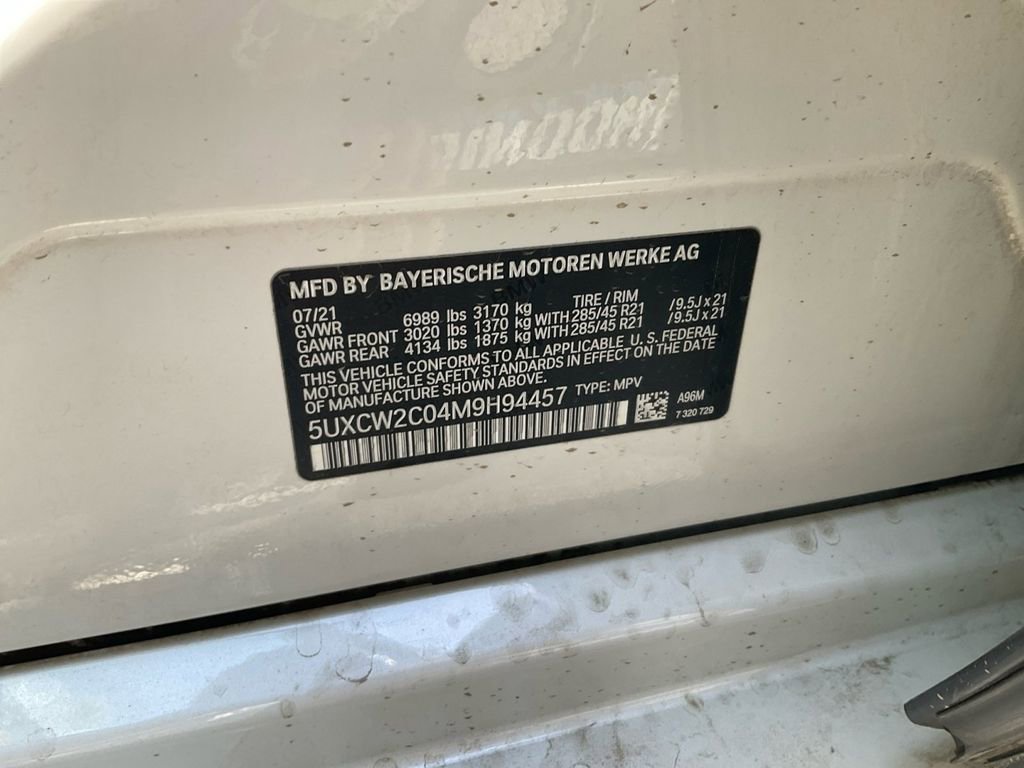 MFD BY BAYERISCHE MOTOREN WERKE AG
07/21
GVWR 6989 lbs 3170 kg TIRE / RIM
GAWR FRONT 3020 lbs 1370 kg WITH 285/45 R21 /9.5J x 21
GAWR REAR 4134 lbs 1875 kg WITH 285/45 R21 /9.5J x 21
THIS VEHICLE CONFORMS TO ALL APPLICABLE U. S. FEDERAL
MOTOR VEHICLE SAFETY STANDARDS IN EFFECT ON THE DATE
OF MANUFACTURE SHOWN ABOVE.
5UXCW2C04M9H94457 TYPE: MPV
A96M
7 320 729